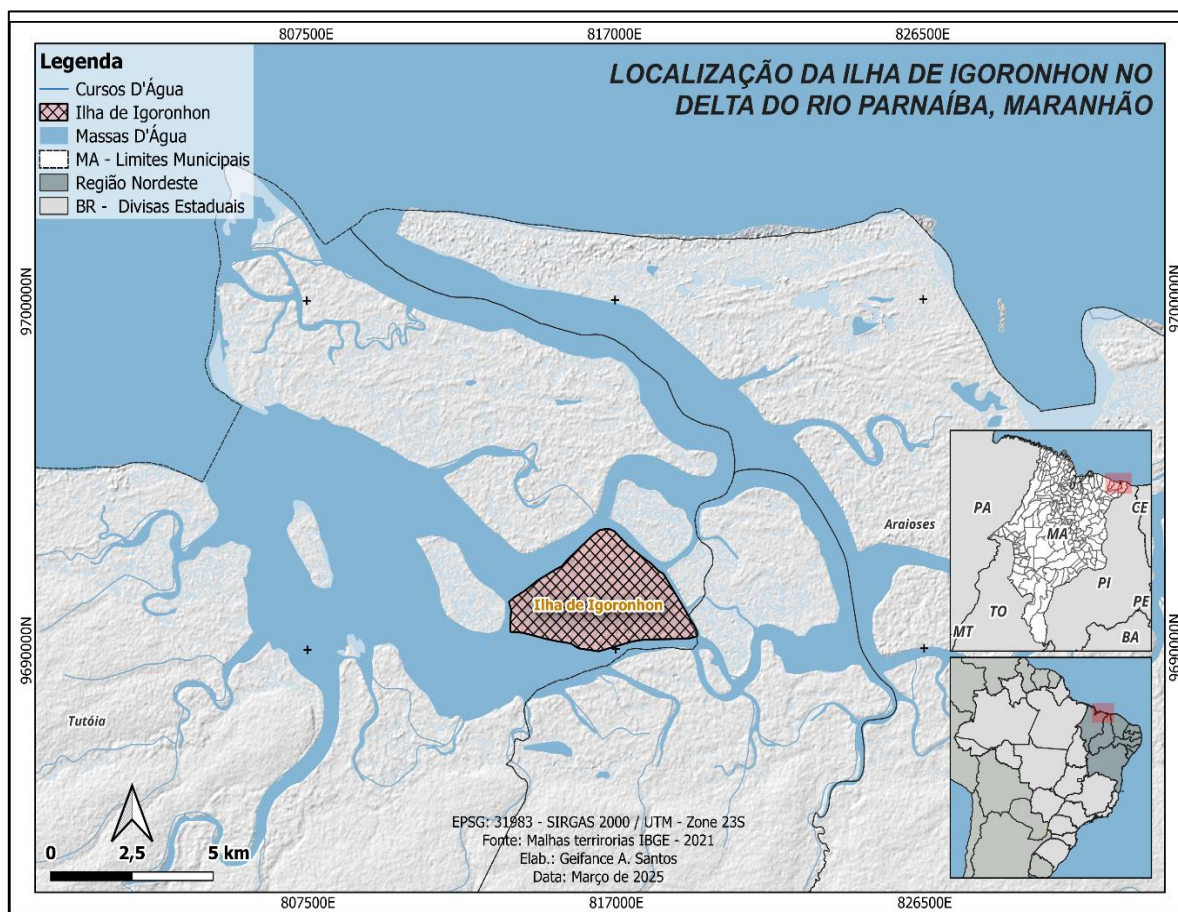 807500E
817000E
826500E
LOCALIZAÇÃO DA ILHA DE IGORONHON NO
DELTA DO RIO PARNAÍBA, MARANHÃO
Legenda
Cursos D'Água
Ilha de Igoronhon
Massas D'Água
MA - Limites Municipais
Região Nordeste
BR - Divisas Estaduais
9700000N
9700000N
Araioses
PA
CE
MA
PI
TO
PE
MT
BA
Ilha de Igoronhon
9690000N
9690000N
Tutóia
0 2,5 5 km
EPSG: 31983 - SIRGAS 2000 / UTM - Zone 23S
Fonte: Malhas terrirorias IBGE - 2021
Elab.: Geifance A. Santos
Data: Março de 2025
807500E
817000E
826500E